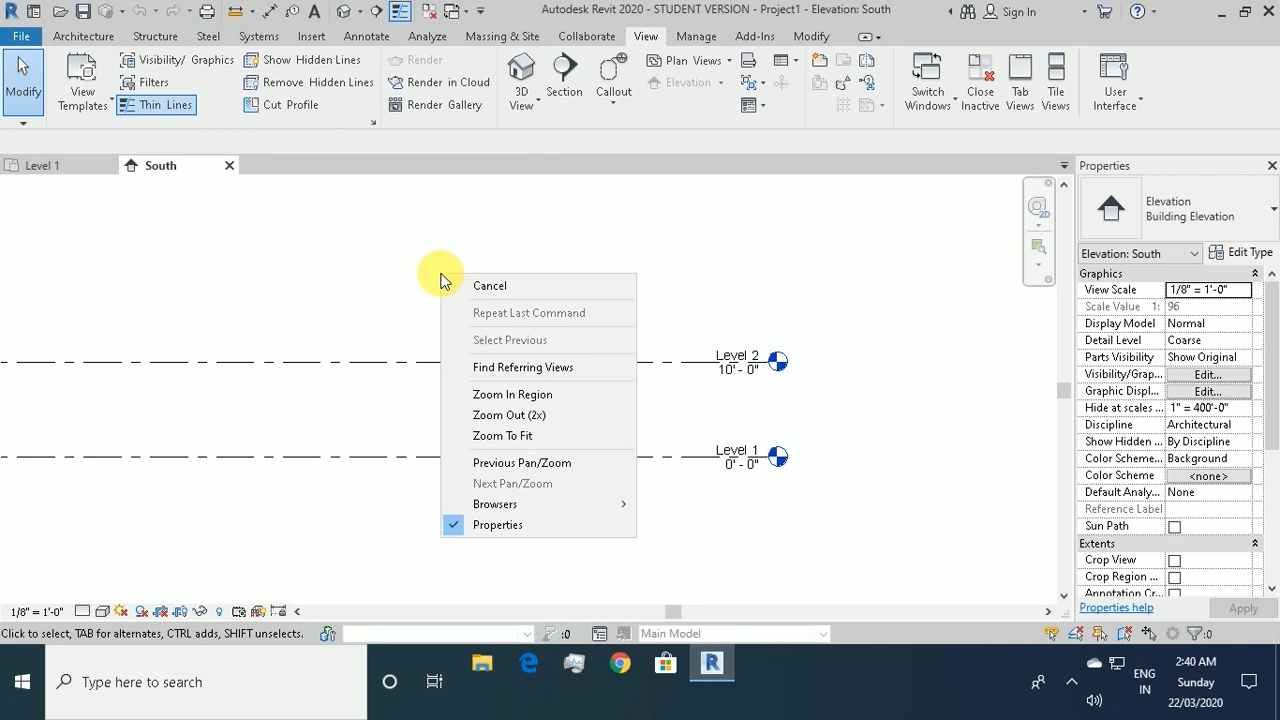 Autodesk Revit 2020 - STUDENT VERSION - Project1 - Elevation: South
Sign In
File Architecture Structure Steel Systems Insert Annotate Analyze Massing & Site Collaborate View Manage Add-Ins Modify
Modify
View
Templates
Visibility/ Graphics
Filters
Thin Lines
Show Hidden Lines
Remove Hidden Lines
Cut Profile
Render
Render in Cloud
Render Gallery
3D
View
Section
Callout
Plan Views
Elevation
Switch
Windows
Close
Inactive
Tab
Views
Tile
Views
User
Interface
Level 1
South
Cancel
Repeat Last Command
Select Previous
Find Referring Views
Zoom In Region
Zoom Out (2x)
Zoom To Fit
Previous Pan/Zoom
Next Pan/Zoom
Browsers
Properties
Level 2
10' - 0"
Level 1
0' - 0"
2D
Properties
Elevation
Building Elevation
Elevation: South
Edit Type
Graphics
View Scale 1/8" = 1'-0"
Scale Value 1: 96
Display Model Normal
Detail Level Coarse
Parts Visibility Show Original
Visibility/Grap... Edit...
Graphic Displ... Edit...
Hide at scales ... 1" = 400'-0"
Discipline Architectural
Show Hidden ... By Discipline
Color Scheme... Background
Color Scheme <none>
Default Analy... None
Reference Label
Sun Path
Extents
Crop View
Crop Region ...
Annotation Cr...
Properties help
Apply
1/8" = 1'-0"
Click to select, TAB for alternates, CTRL adds, SHIFT unselects.
:0
Main Model
:0
Type here to search
R
ENG
IN
2:40 AM
Sunday
22/03/2020